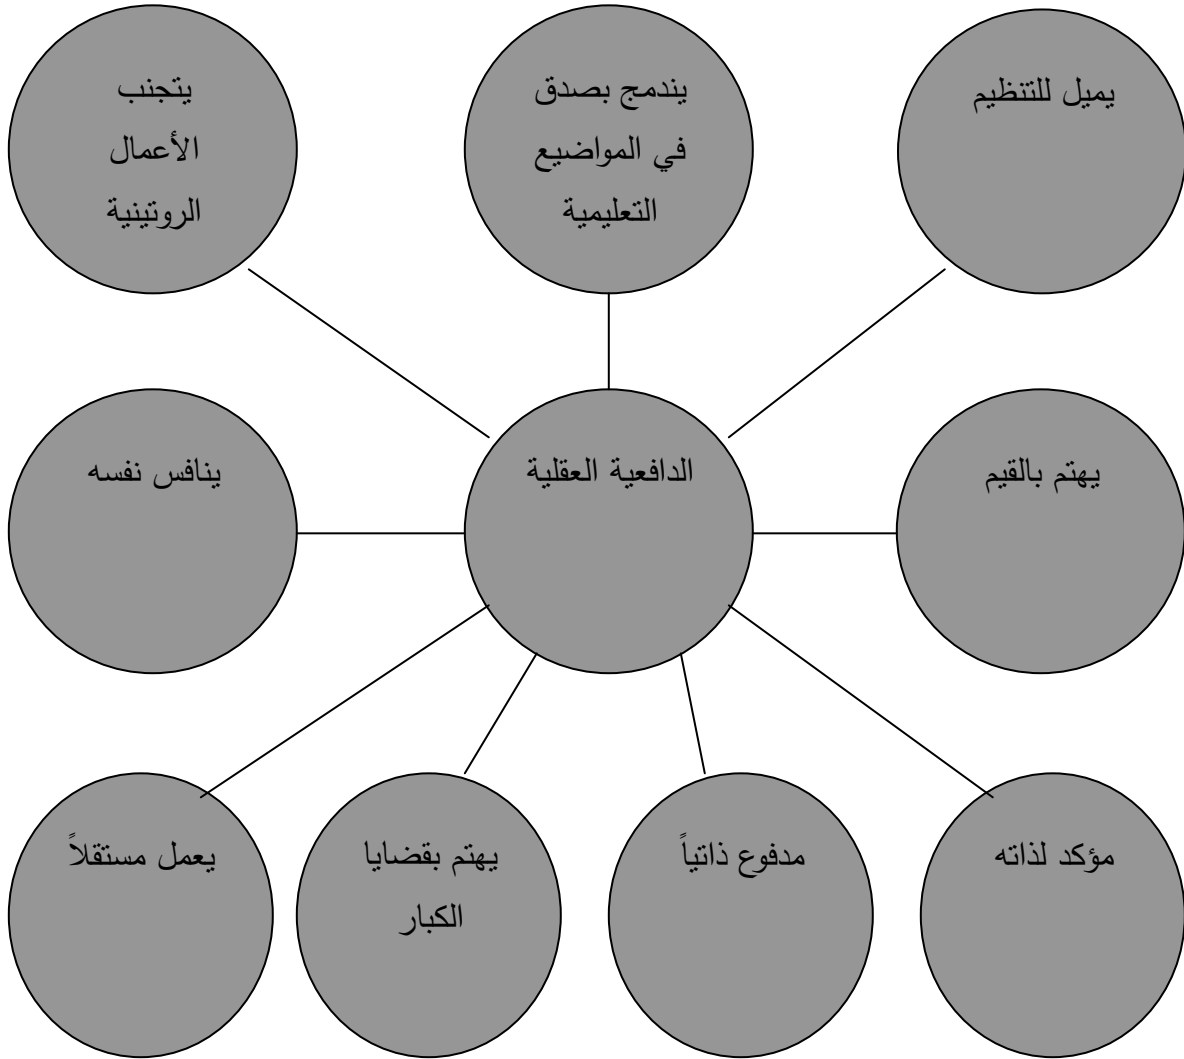 يميل للتنظيم
يندمج بصدق
في المواضيع
التعليمية
يتجنب
الأعمال
الروتينية
يهتم بالقيم
الدافعية العقلية
ينافس نفسه
مؤكد لذاته
مدفوع ذاتياً
يهتم بقضايا
الكبار
يعمل مستقلاً